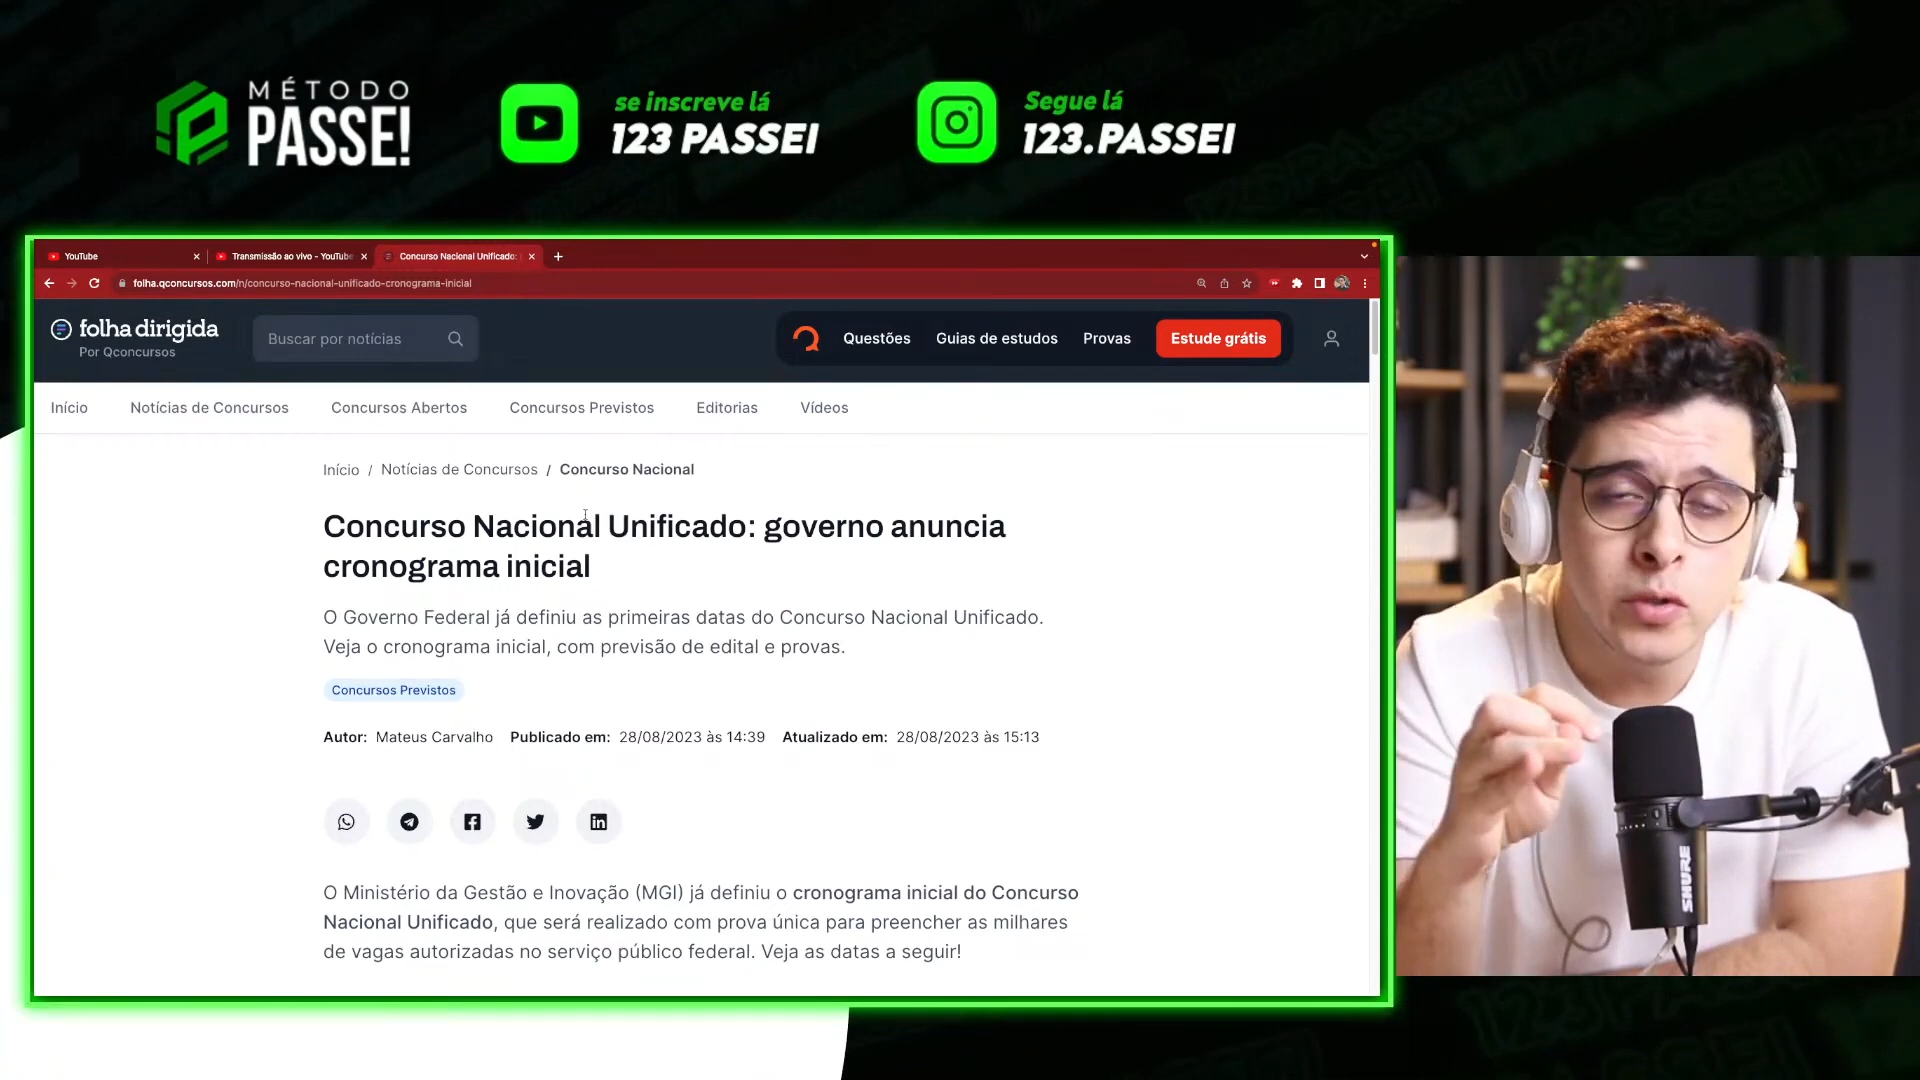 MÉTODO
PASSEI
se inscreve lá
123 PASSEI
Segue lá
123.PASSEI
YouTube
Transmissão ao vivo - YouTube
Concurso Nacional Unificado:
folha.qconcursos.com/n/concurso-nacional-unificado-cronograma-inicial
folha dirigida
Por Qconcursos
Buscar por notícias
Questões
Guias de estudos
Provas
Estude grátis
Início
Notícias de Concursos
Concursos Abertos
Concursos Previstos
Editorias
Vídeos
Início / Notícias de Concursos / Concurso Nacional
Concurso Nacional Unificado: governo anuncia
cronograma inicial
O Governo Federal já definiu as primeiras datas do Concurso Nacional Unificado.
Veja o cronograma inicial, com previsão de edital e provas.
Concursos Previstos
Autor: Mateus Carvalho Publicado em: 28/08/2023 às 14:39 Atualizado em: 28/08/2023 às 15:13
O Ministério da Gestão e Inovação (MGI) já definiu o cronograma inicial do Concurso
Nacional Unificado, que será realizado com prova única para preencher as milhares
de vagas autorizadas no serviço público federal. Veja as datas a seguir!
SHURE